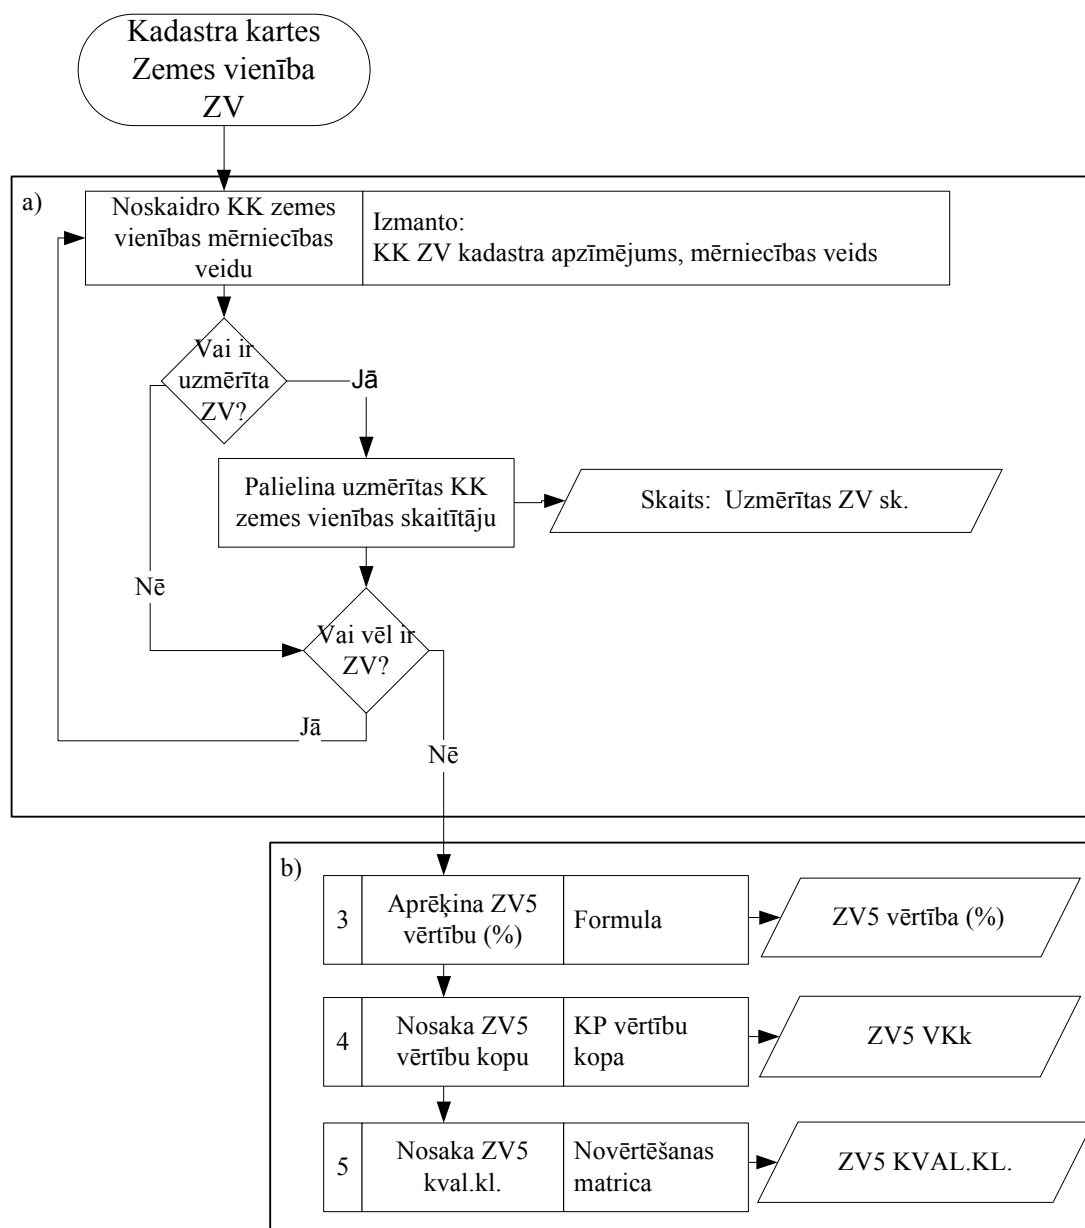 Kadastra kartes
Zemes vienība
ZV
a)
Noskaidro KK zemes
vienības mērniecības
veidu
Izmanto:
KK ZV kadastra apzīmējums, mērniecības veids
Vai ir
uzmērīta
ZV?
Jā
Palielina uzmērītas KK
zemes vienības skaitītāju
Skaits:  Uzmērītas ZV sk.
Nē
Vai vēl ir
ZV?
Jā
Nē
b)
3
Aprēķina ZV5
vērtību (%)
Formula
ZV5 vērtība (%)
4
Nosaka ZV5
vērtību kopu
KP vērtību
kopa
ZV5 VKk
5
Nosaka ZV5
kval.kl.
Novērtēšanas
matrica
ZV5 KVAL.KL.